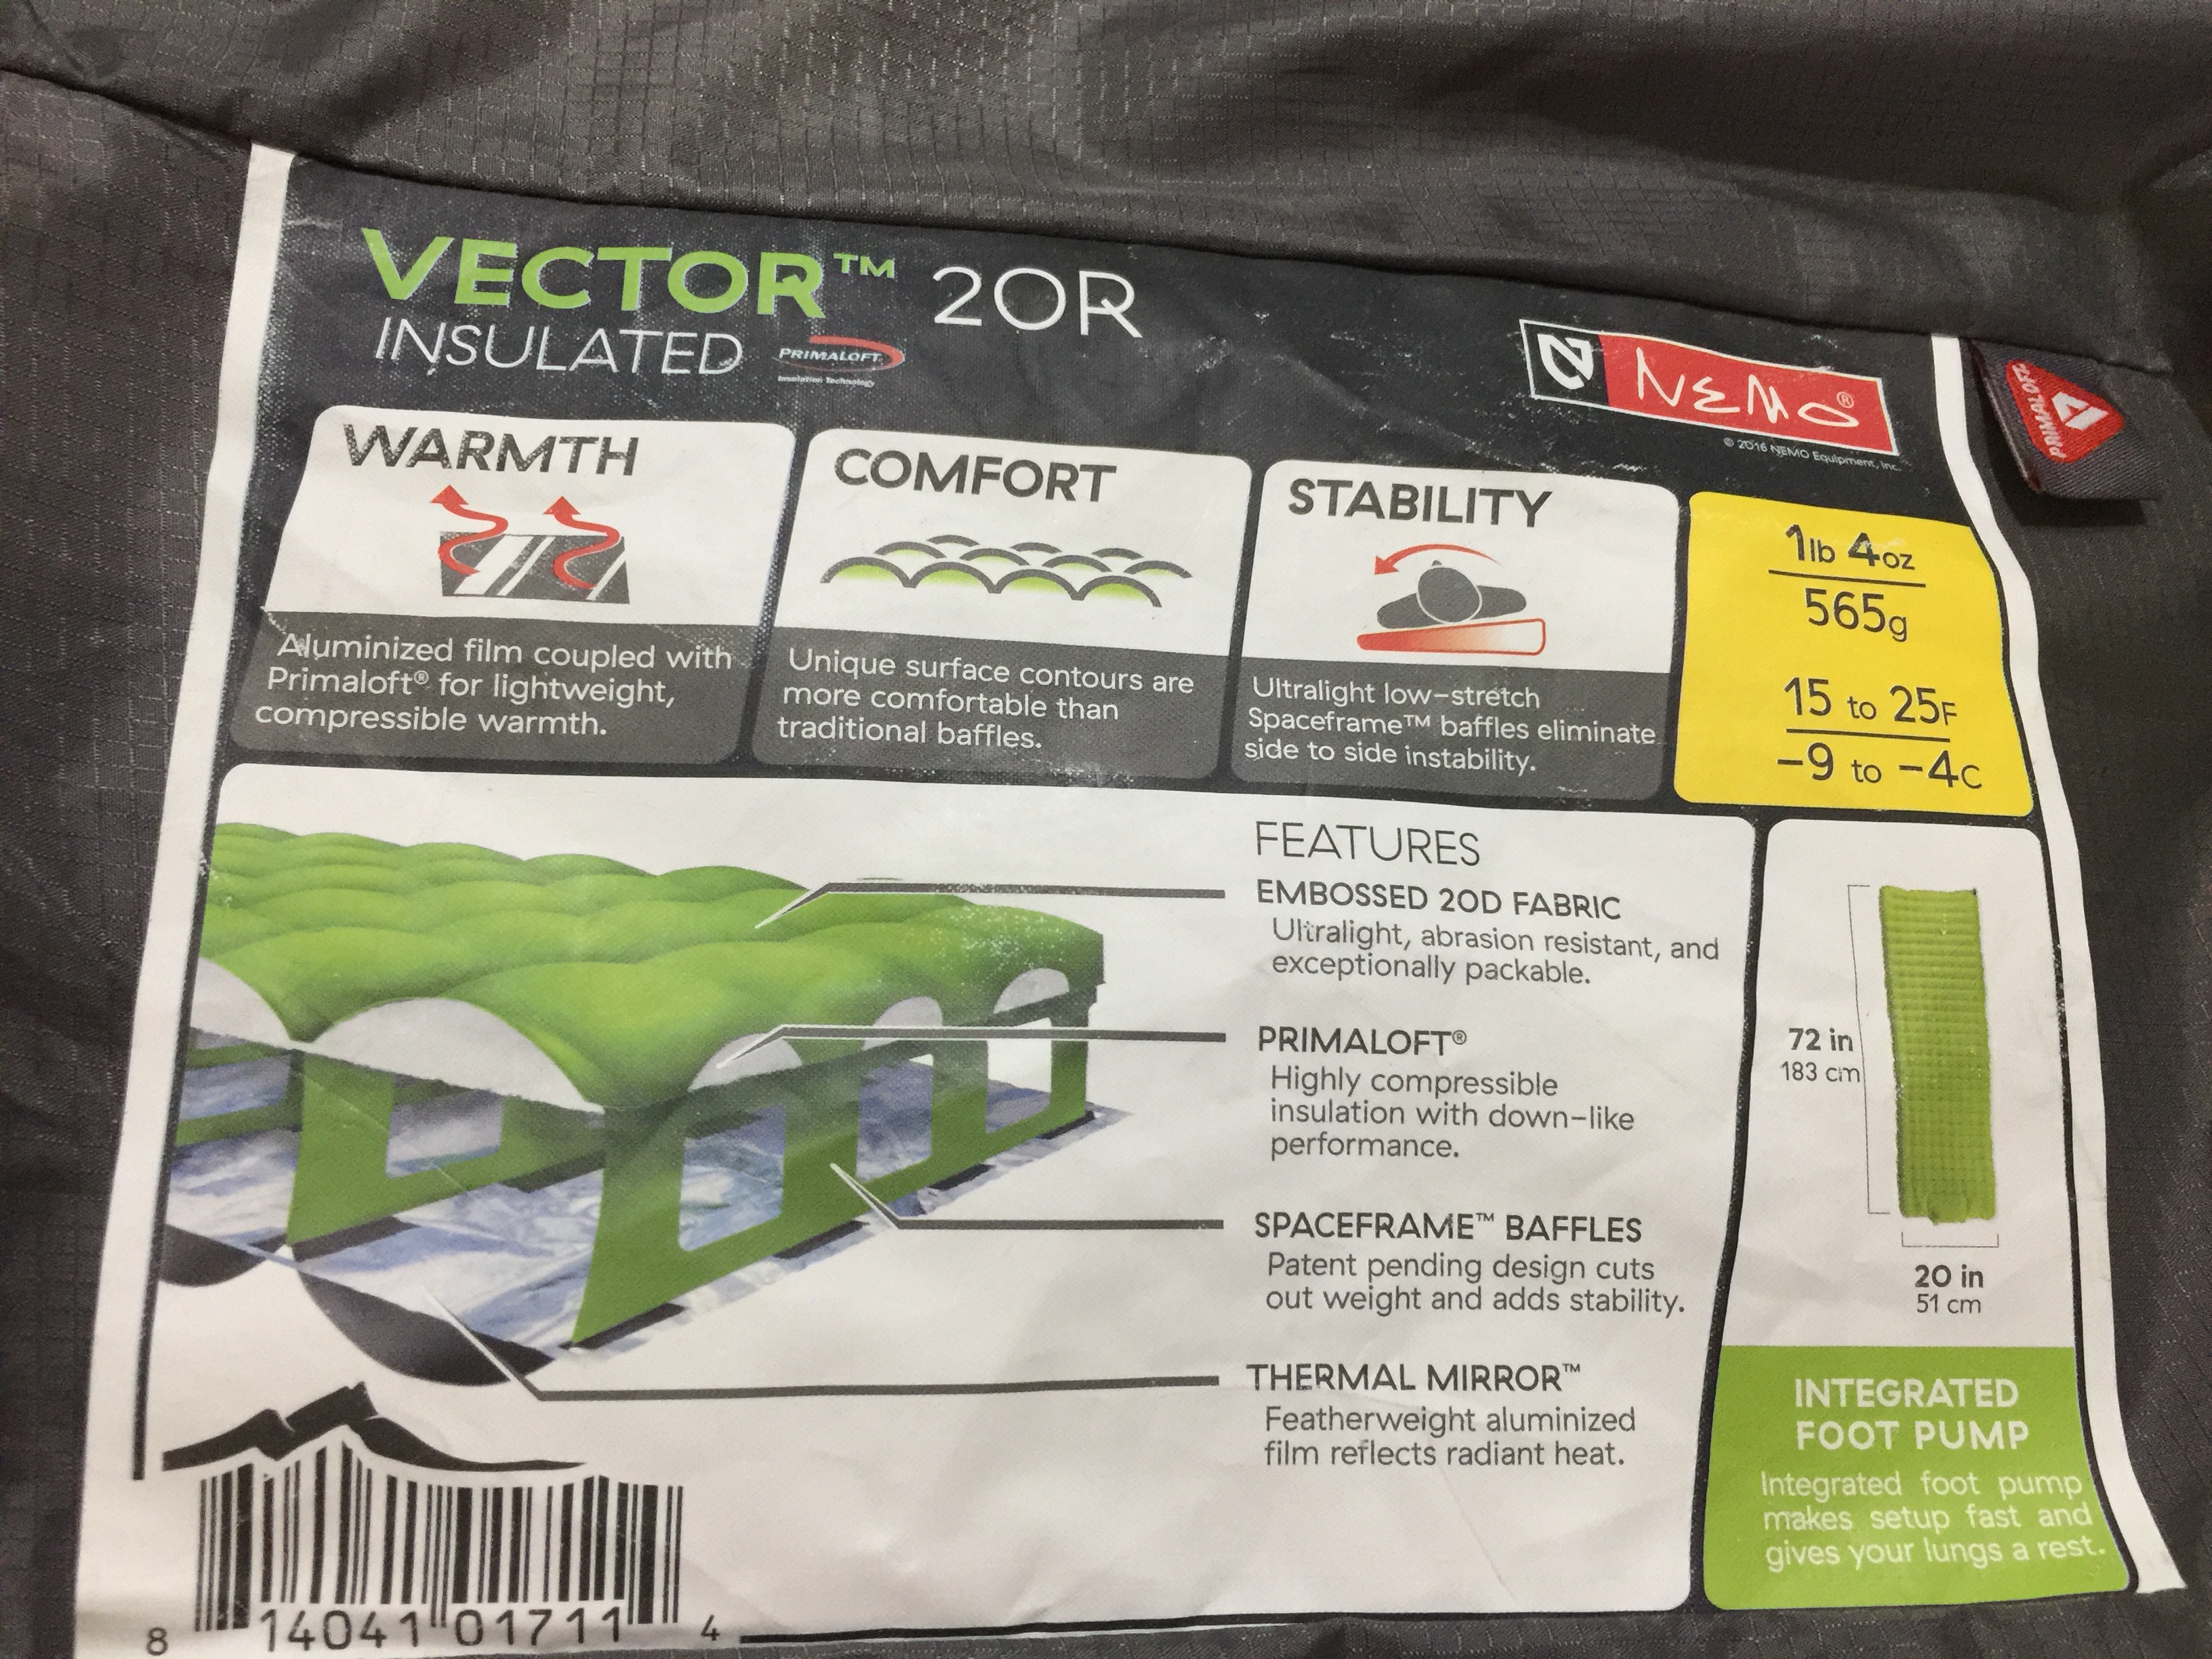 VECTOR™ 20R
INSULATED
PRIMALOFT
Insulation Technology
NEMO®
© 2016 NEMO Equipment, Inc.
PRIMALOFT
WARMTH
Aluminized film coupled with
Primaloft® for lightweight,
compressible warmth.
COMFORT
Unique surface contours are
more comfortable than
traditional baffles.
STABILITY
Ultralight low-stretch
Spaceframe™ baffles eliminate
side to side instability.
1lb 4oz
565g
15 to 25F
-9 to -4C
FEATURES
EMBOSSED 20D FABRIC
Ultralight, abrasion resistant, and
exceptionally packable.
PRIMALOFT®
Highly compressible
insulation with down-like
performance.
SPACEFRAME™ BAFFLES
Patent pending design cuts
out weight and adds stability.
THERMAL MIRROR™
Featherweight aluminized
film reflects radiant heat.
72 in
183 cm
20 in
51 cm
INTEGRATED
FOOT PUMP
Integrated foot pump
makes setup fast and
gives your lungs a rest.
8 14041 01711 4